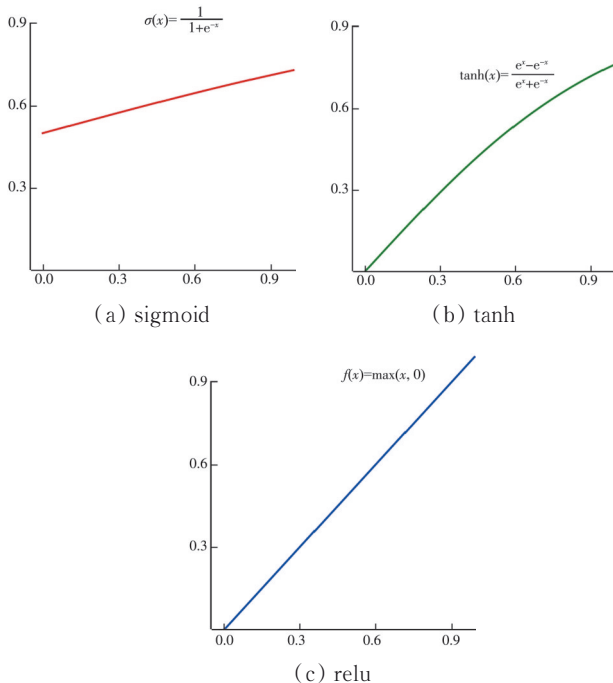 σ(x)=1/(1+e⁻ˣ)
0.9
0.6
0.3
0.0 0.3 0.6 0.9
(a) sigmoid
tanh(x)=(eˣ−e⁻ˣ)/(eˣ+e⁻ˣ)
0.9
0.6
0.3
0.0 0.3 0.6 0.9
(b) tanh
f(x)=max(x, 0)
0.9
0.6
0.3
0.0 0.3 0.6 0.9
(c) relu